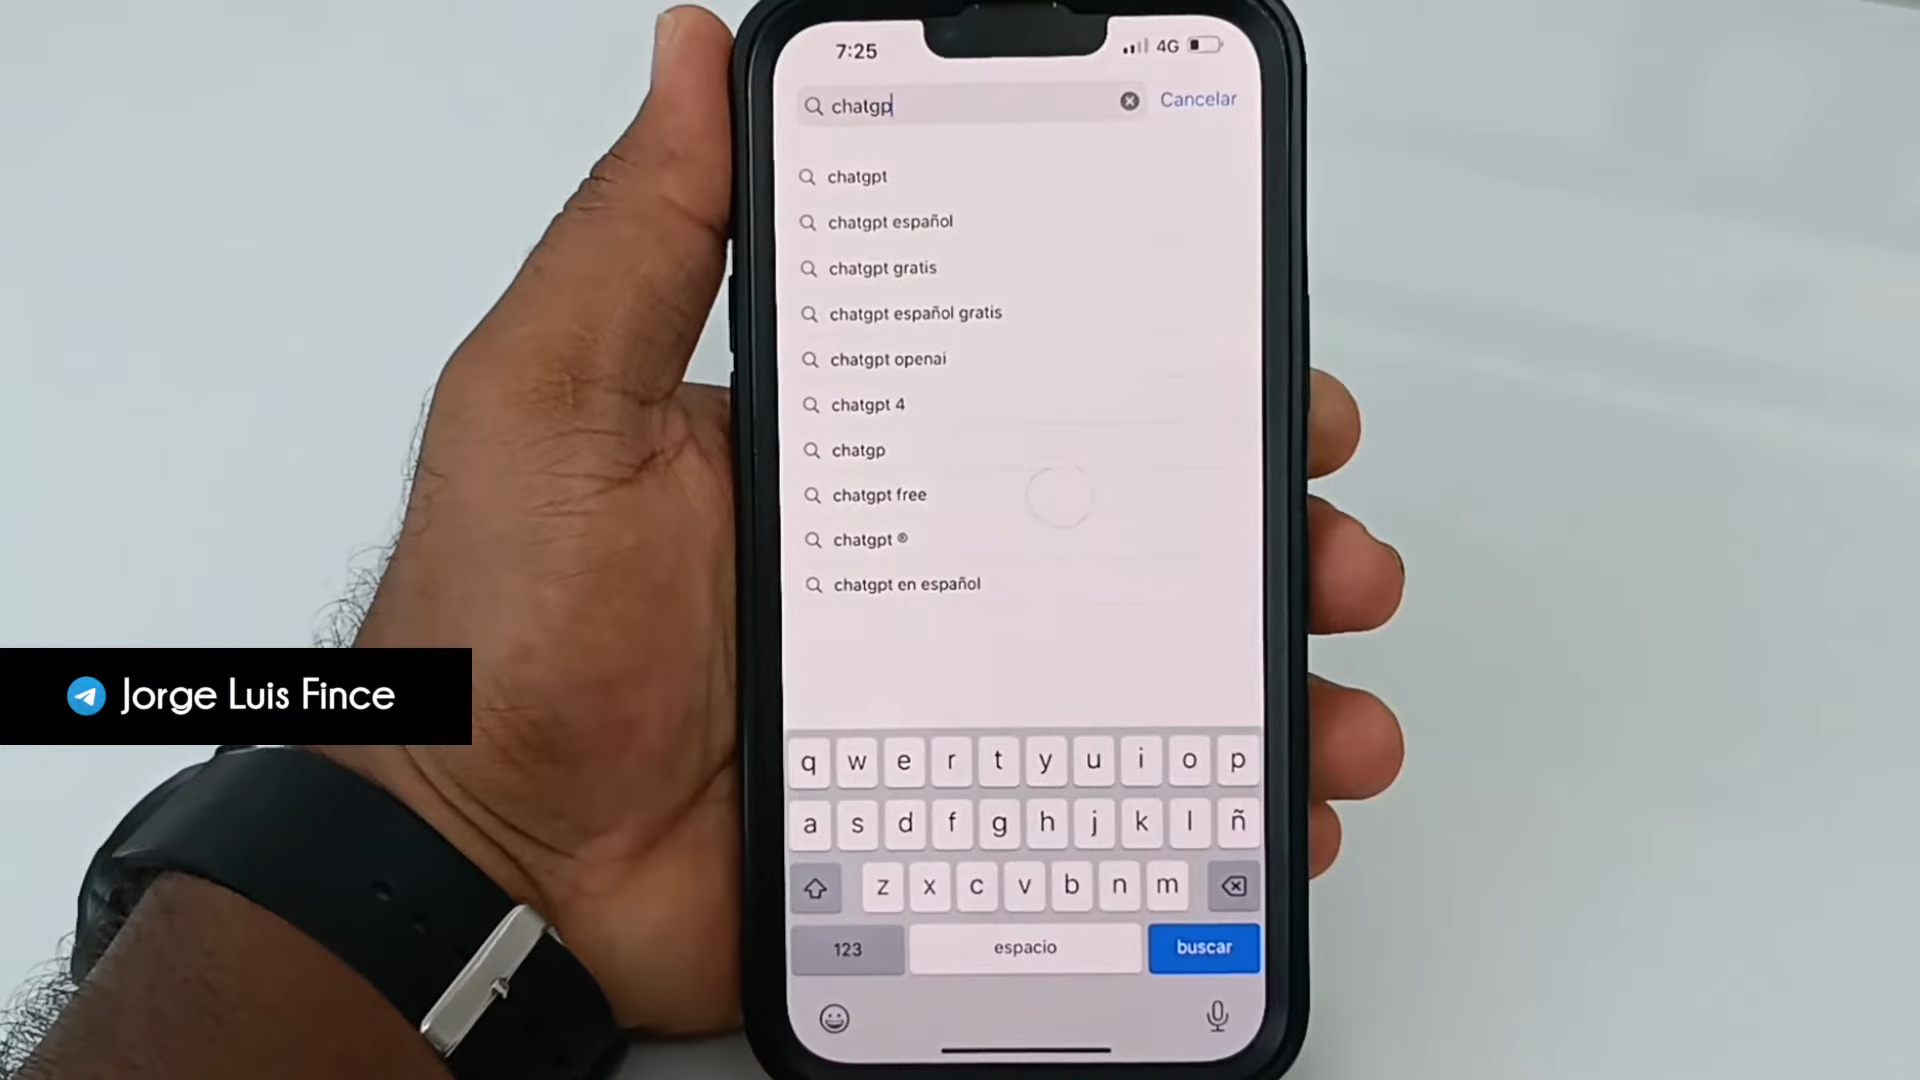 7:25
4G
chatgp
Cancelar
chatgpt
chatgpt español
chatgpt gratis
chatgpt español gratis
chatgpt openai
chatgpt 4
chatgp
chatgpt free
chatgpt ®
chatgpt en español
Jorge Luis Fince
q w e r t y u i o p
a s d f g h j k l ñ
z x c v b n m
123 espacio buscar